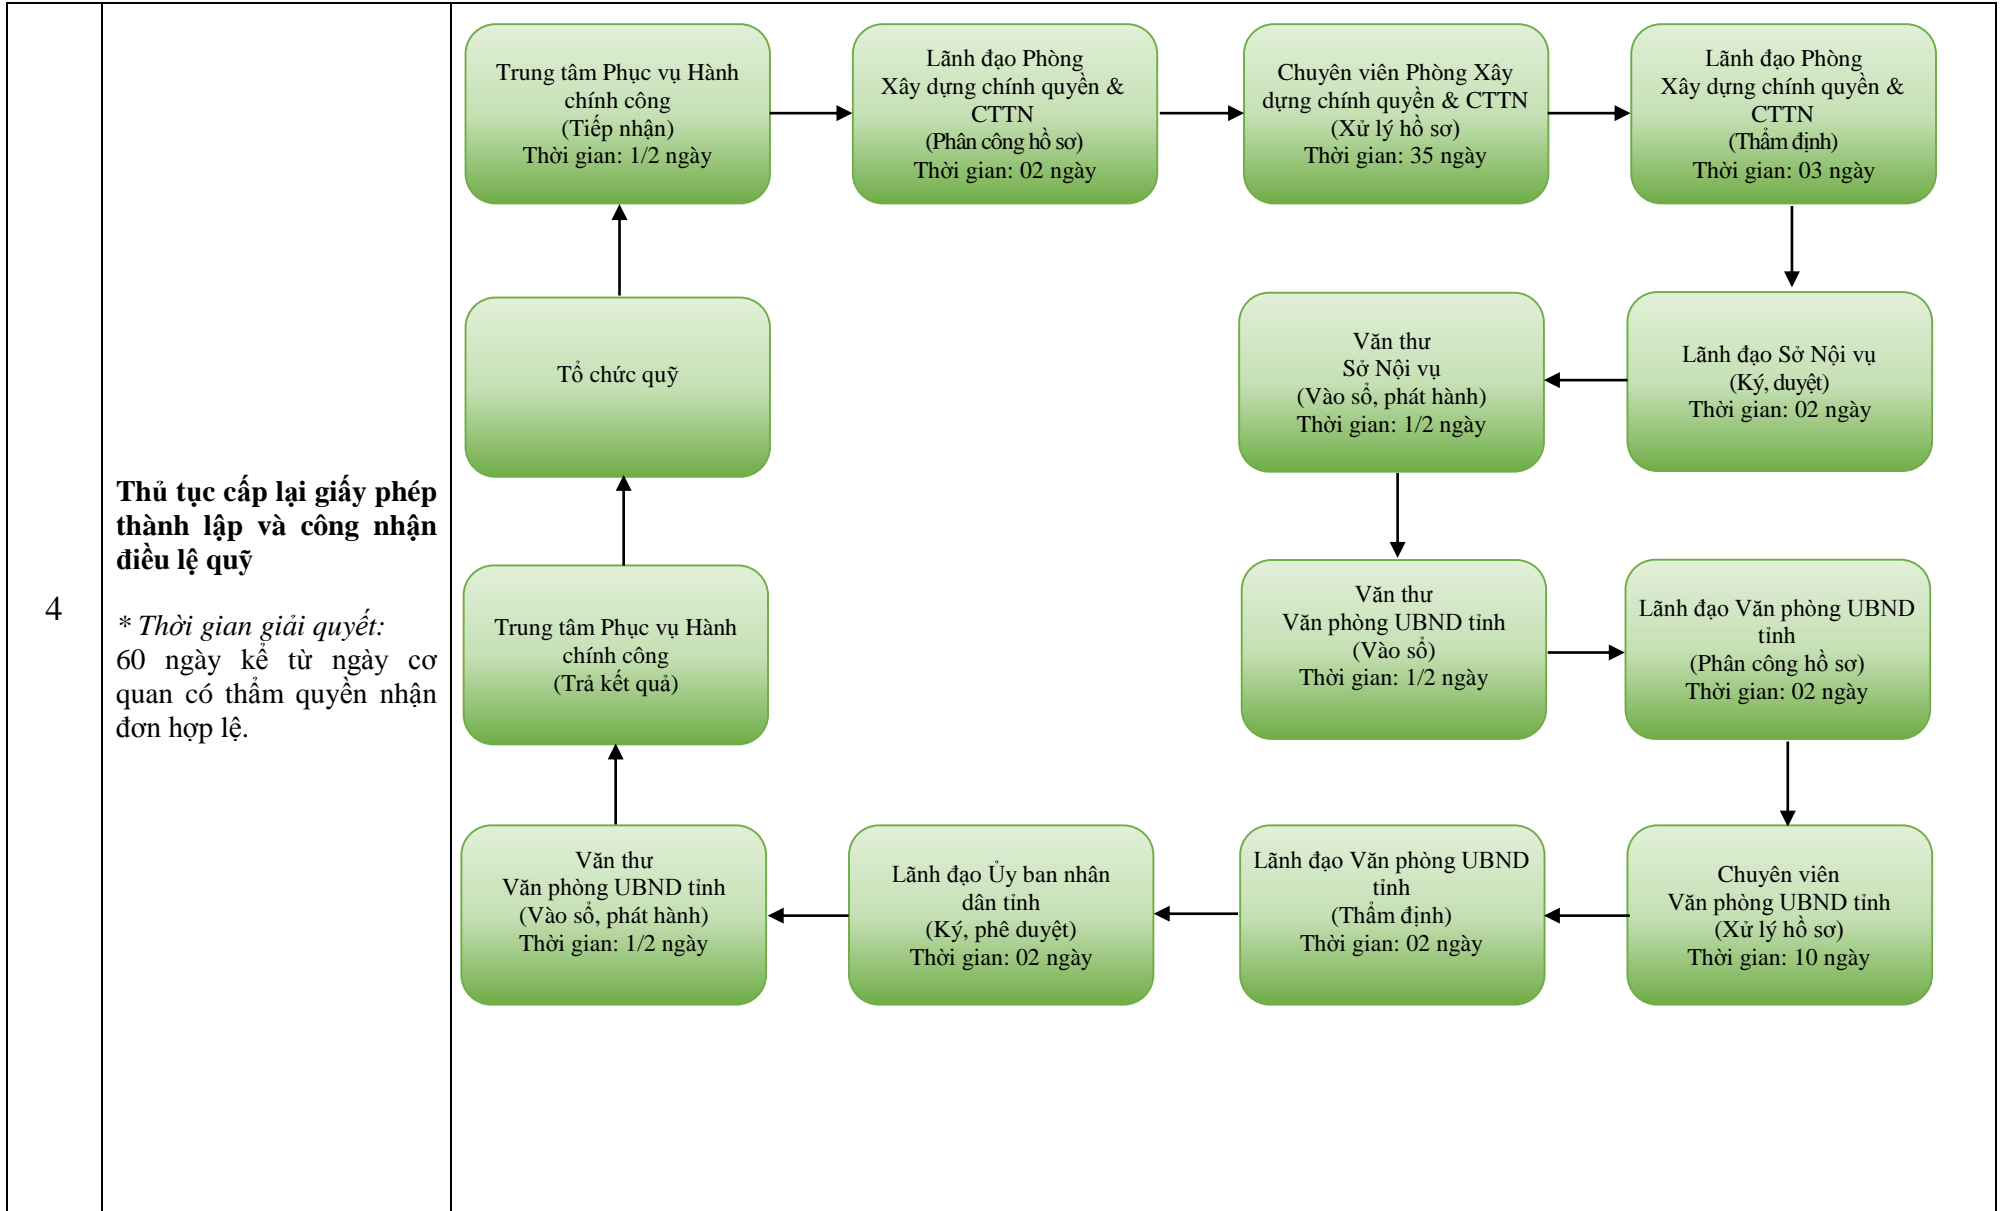 4
Thủ tục cấp lại giấy phép
thành lập và công nhận
điều lệ quỹ
* Thời gian giải quyết:
60 ngày kể từ ngày cơ
quan có thẩm quyền nhận
đơn hợp lệ.
Trung tâm Phục vụ Hành
chính công
(Tiếp nhận)
Thời gian: 1/2 ngày
Lãnh đạo Phòng
Xây dựng chính quyền &
CTTN
(Phân công hồ sơ)
Thời gian: 02 ngày
Chuyên viên Phòng Xây
dựng chính quyền & CTTN
(Xử lý hồ sơ)
Thời gian: 35 ngày
Lãnh đạo Phòng
Xây dựng chính quyền &
CTTN
(Thẩm định)
Thời gian: 03 ngày
Tổ chức quỹ
Văn thư
Sở Nội vụ
(Vào sổ, phát hành)
Thời gian: 1/2 ngày
Lãnh đạo Sở Nội vụ
(Ký, duyệt)
Thời gian: 02 ngày
Trung tâm Phục vụ Hành
chính công
(Trả kết quả)
Văn thư
Văn phòng UBND tỉnh
(Vào sổ)
Thời gian: 1/2 ngày
Lãnh đạo Văn phòng UBND
tỉnh
(Phân công hồ sơ)
Thời gian: 02 ngày
Văn thư
Văn phòng UBND tỉnh
(Vào sổ, phát hành)
Thời gian: 1/2 ngày
Lãnh đạo Ủy ban nhân
dân tỉnh
(Ký, phê duyệt)
Thời gian: 02 ngày
Lãnh đạo Văn phòng UBND
tỉnh
(Thẩm định)
Thời gian: 02 ngày
Chuyên viên
Văn phòng UBND tỉnh
(Xử lý hồ sơ)
Thời gian: 10 ngày